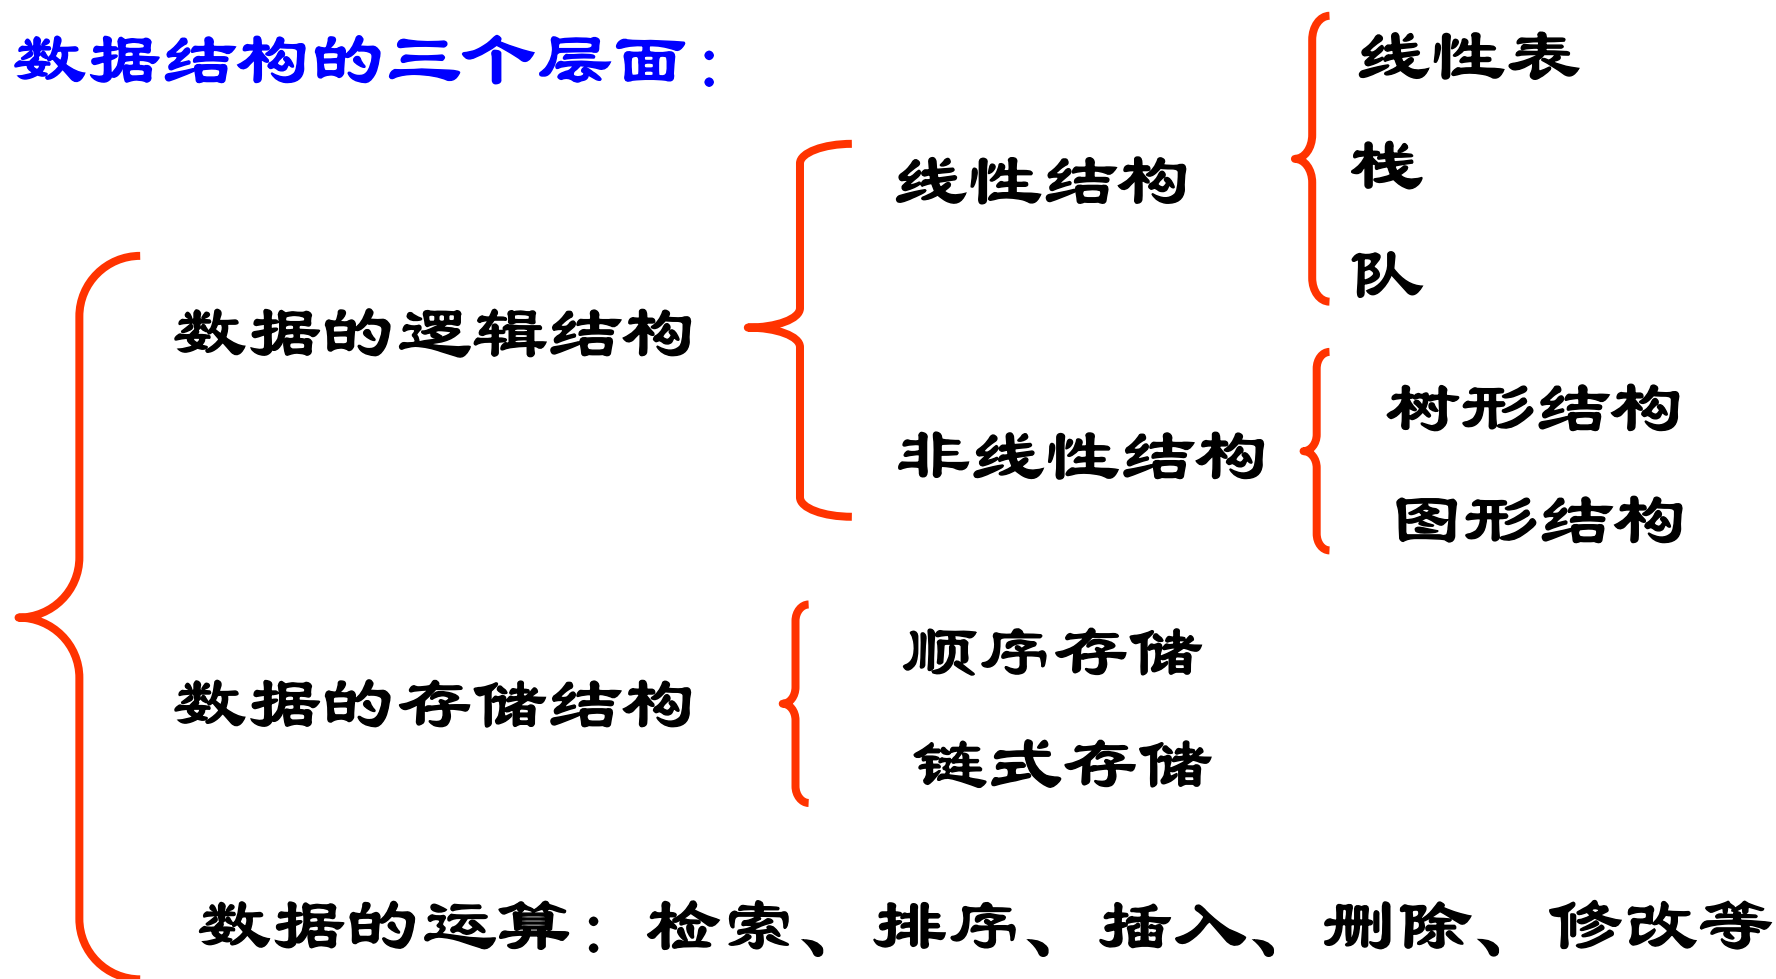 数据结构的三个层面：
数据的逻辑结构
线性结构
线性表
栈
队
非线性结构
树形结构
图形结构
数据的存储结构
顺序存储
链式存储
数据的运算：检索、排序、插入、删除、修改等